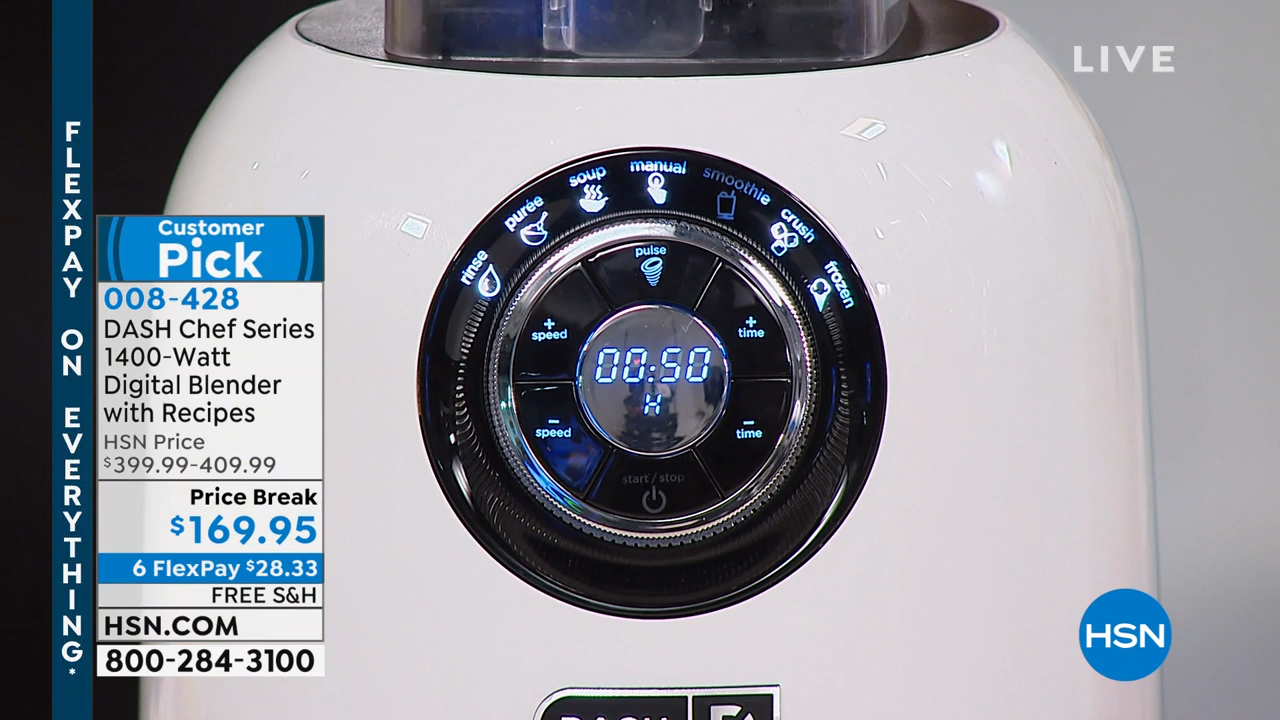 FLEXPAY ON EVERYTHING*
Customer
Pick
008-428
DASH Chef Series
1400-Watt
Digital Blender
with Recipes
HSN Price
$399.99-409.99
Price Break
$169.95
6 FlexPay $28.33
FREE S&H
HSN.COM
800-284-3100
LIVE
rinse
purée
soup
manual
smoothie
crush
frozen
pulse
+
speed
+
time
00:50
-
speed
-
time
start/stop
DASH
HSN